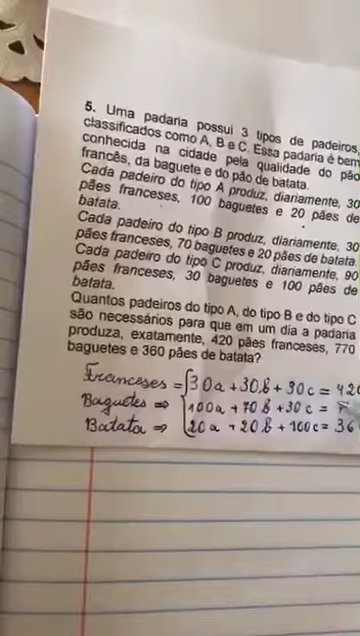 5. Uma padaria possui 3 tipos de padeiros,
classificados como A, B e C. Essa padaria é bem
conhecida na cidade pela qualidade do pão
francês, da baguete e do pão de batata.
Cada padeiro do tipo A produz, diariamente, 30
pães franceses, 100 baguetes e 20 pães de
batata.
Cada padeiro do tipo B produz, diariamente, 30
pães franceses, 70 baguetes e 20 pães de batata.
Cada padeiro do tipo C produz, diariamente, 90
pães franceses, 30 baguetes e 100 pães de
batata.
Quantos padeiros do tipo A, do tipo B e do tipo C
são necessários para que em um dia a padaria
produza, exatamente, 420 pães franceses, 770
baguetes e 360 pães de batata?
Franceses = {30a + 30b + 30c = 420
Baguetes ⇒ 100a + 70b + 30c =
Batata ⇒ 20a + 20b + 100c = 36